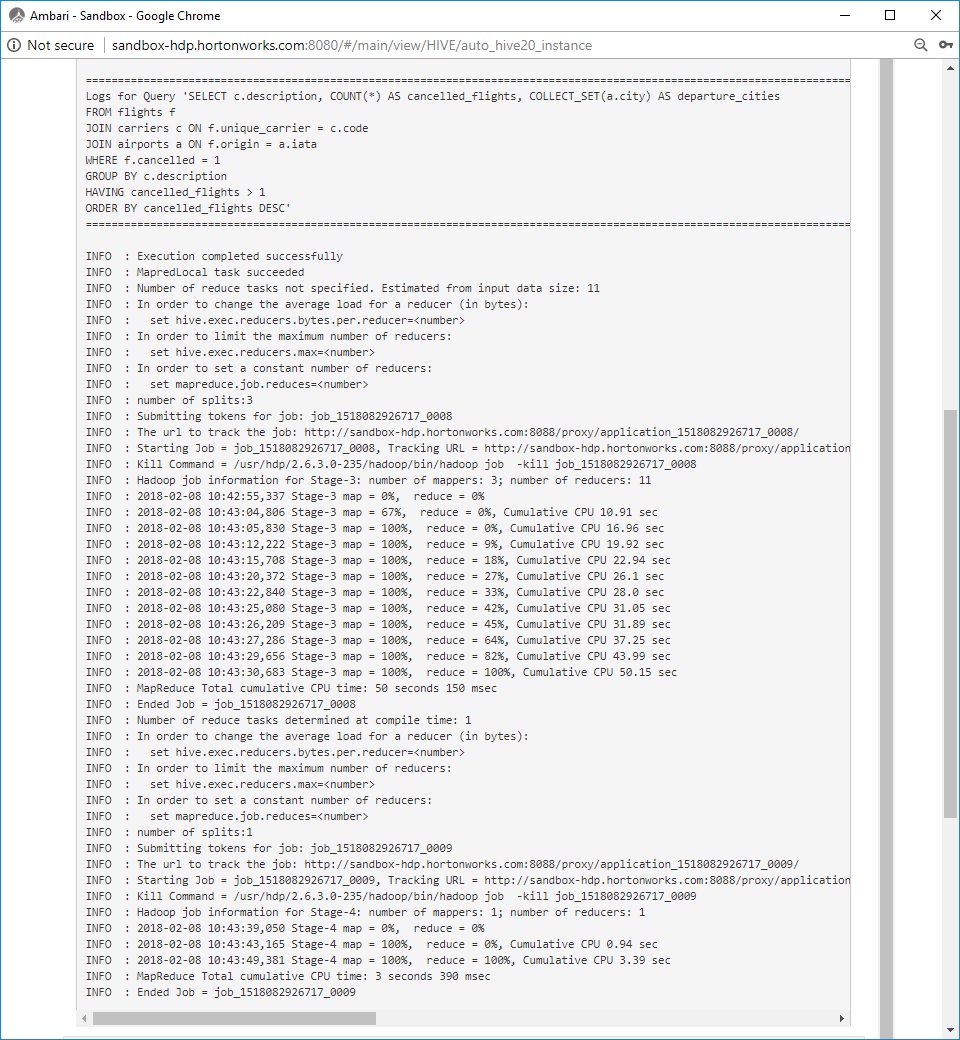 Ambari - Sandbox - Google Chrome
Not secure sandbox-hdp.hortonworks.com:8080/#/main/view/HIVE/auto_hive20_instance
================================================================================
Logs for Query 'SELECT c.description, COUNT(*) AS cancelled_flights, COLLECT_SET(a.city) AS departure_cities
FROM flights f
JOIN carriers c ON f.unique_carrier = c.code
JOIN airports a ON f.origin = a.iata
WHERE f.cancelled = 1
GROUP BY c.description
HAVING cancelled_flights > 1
ORDER BY cancelled_flights DESC'
================================================================================
INFO  : Execution completed successfully
INFO  : MapredLocal task succeeded
INFO  : Number of reduce tasks not specified. Estimated from input data size: 11
INFO  : In order to change the average load for a reducer (in bytes):
INFO  :   set hive.exec.reducers.bytes.per.reducer=<number>
INFO  : In order to limit the maximum number of reducers:
INFO  :   set hive.exec.reducers.max=<number>
INFO  : In order to set a constant number of reducers:
INFO  :   set mapreduce.job.reduces=<number>
INFO  : number of splits:3
INFO  : Submitting tokens for job: job_1518082926717_0008
INFO  : The url to track the job: http://sandbox-hdp.hortonworks.com:8088/proxy/application_1518082926717_0008/
INFO  : Starting Job = job_1518082926717_0008, Tracking URL = http://sandbox-hdp.hortonworks.com:8088/proxy/application
INFO  : Kill Command = /usr/hdp/2.6.3.0-235/hadoop/bin/hadoop job  -kill job_1518082926717_0008
INFO  : Hadoop job information for Stage-3: number of mappers: 3; number of reducers: 11
INFO  : 2018-02-08 10:42:55,337 Stage-3 map = 0%,  reduce = 0%
INFO  : 2018-02-08 10:43:04,806 Stage-3 map = 67%,  reduce = 0%, Cumulative CPU 10.91 sec
INFO  : 2018-02-08 10:43:05,830 Stage-3 map = 100%,  reduce = 0%, Cumulative CPU 16.96 sec
INFO  : 2018-02-08 10:43:12,222 Stage-3 map = 100%,  reduce = 9%, Cumulative CPU 19.92 sec
INFO  : 2018-02-08 10:43:15,708 Stage-3 map = 100%,  reduce = 18%, Cumulative CPU 22.94 sec
INFO  : 2018-02-08 10:43:20,372 Stage-3 map = 100%,  reduce = 27%, Cumulative CPU 26.1 sec
INFO  : 2018-02-08 10:43:22,840 Stage-3 map = 100%,  reduce = 33%, Cumulative CPU 28.0 sec
INFO  : 2018-02-08 10:43:25,080 Stage-3 map = 100%,  reduce = 42%, Cumulative CPU 31.05 sec
INFO  : 2018-02-08 10:43:26,209 Stage-3 map = 100%,  reduce = 45%, Cumulative CPU 31.89 sec
INFO  : 2018-02-08 10:43:27,286 Stage-3 map = 100%,  reduce = 64%, Cumulative CPU 37.25 sec
INFO  : 2018-02-08 10:43:29,656 Stage-3 map = 100%,  reduce = 82%, Cumulative CPU 43.99 sec
INFO  : 2018-02-08 10:43:30,683 Stage-3 map = 100%,  reduce = 100%, Cumulative CPU 50.15 sec
INFO  : MapReduce Total cumulative CPU time: 50 seconds 150 msec
INFO  : Ended Job = job_1518082926717_0008
INFO  : Number of reduce tasks determined at compile time: 1
INFO  : In order to change the average load for a reducer (in bytes):
INFO  :   set hive.exec.reducers.bytes.per.reducer=<number>
INFO  : In order to limit the maximum number of reducers:
INFO  :   set hive.exec.reducers.max=<number>
INFO  : In order to set a constant number of reducers:
INFO  :   set mapreduce.job.reduces=<number>
INFO  : number of splits:1
INFO  : Submitting tokens for job: job_1518082926717_0009
INFO  : The url to track the job: http://sandbox-hdp.hortonworks.com:8088/proxy/application_1518082926717_0009/
INFO  : Starting Job = job_1518082926717_0009, Tracking URL = http://sandbox-hdp.hortonworks.com:8088/proxy/application
INFO  : Kill Command = /usr/hdp/2.6.3.0-235/hadoop/bin/hadoop job  -kill job_1518082926717_0009
INFO  : Hadoop job information for Stage-4: number of mappers: 1; number of reducers: 1
INFO  : 2018-02-08 10:43:39,050 Stage-4 map = 0%,  reduce = 0%
INFO  : 2018-02-08 10:43:43,165 Stage-4 map = 100%,  reduce = 0%, Cumulative CPU 0.94 sec
INFO  : 2018-02-08 10:43:49,381 Stage-4 map = 100%,  reduce = 100%, Cumulative CPU 3.39 sec
INFO  : MapReduce Total cumulative CPU time: 3 seconds 390 msec
INFO  : Ended Job = job_1518082926717_0009